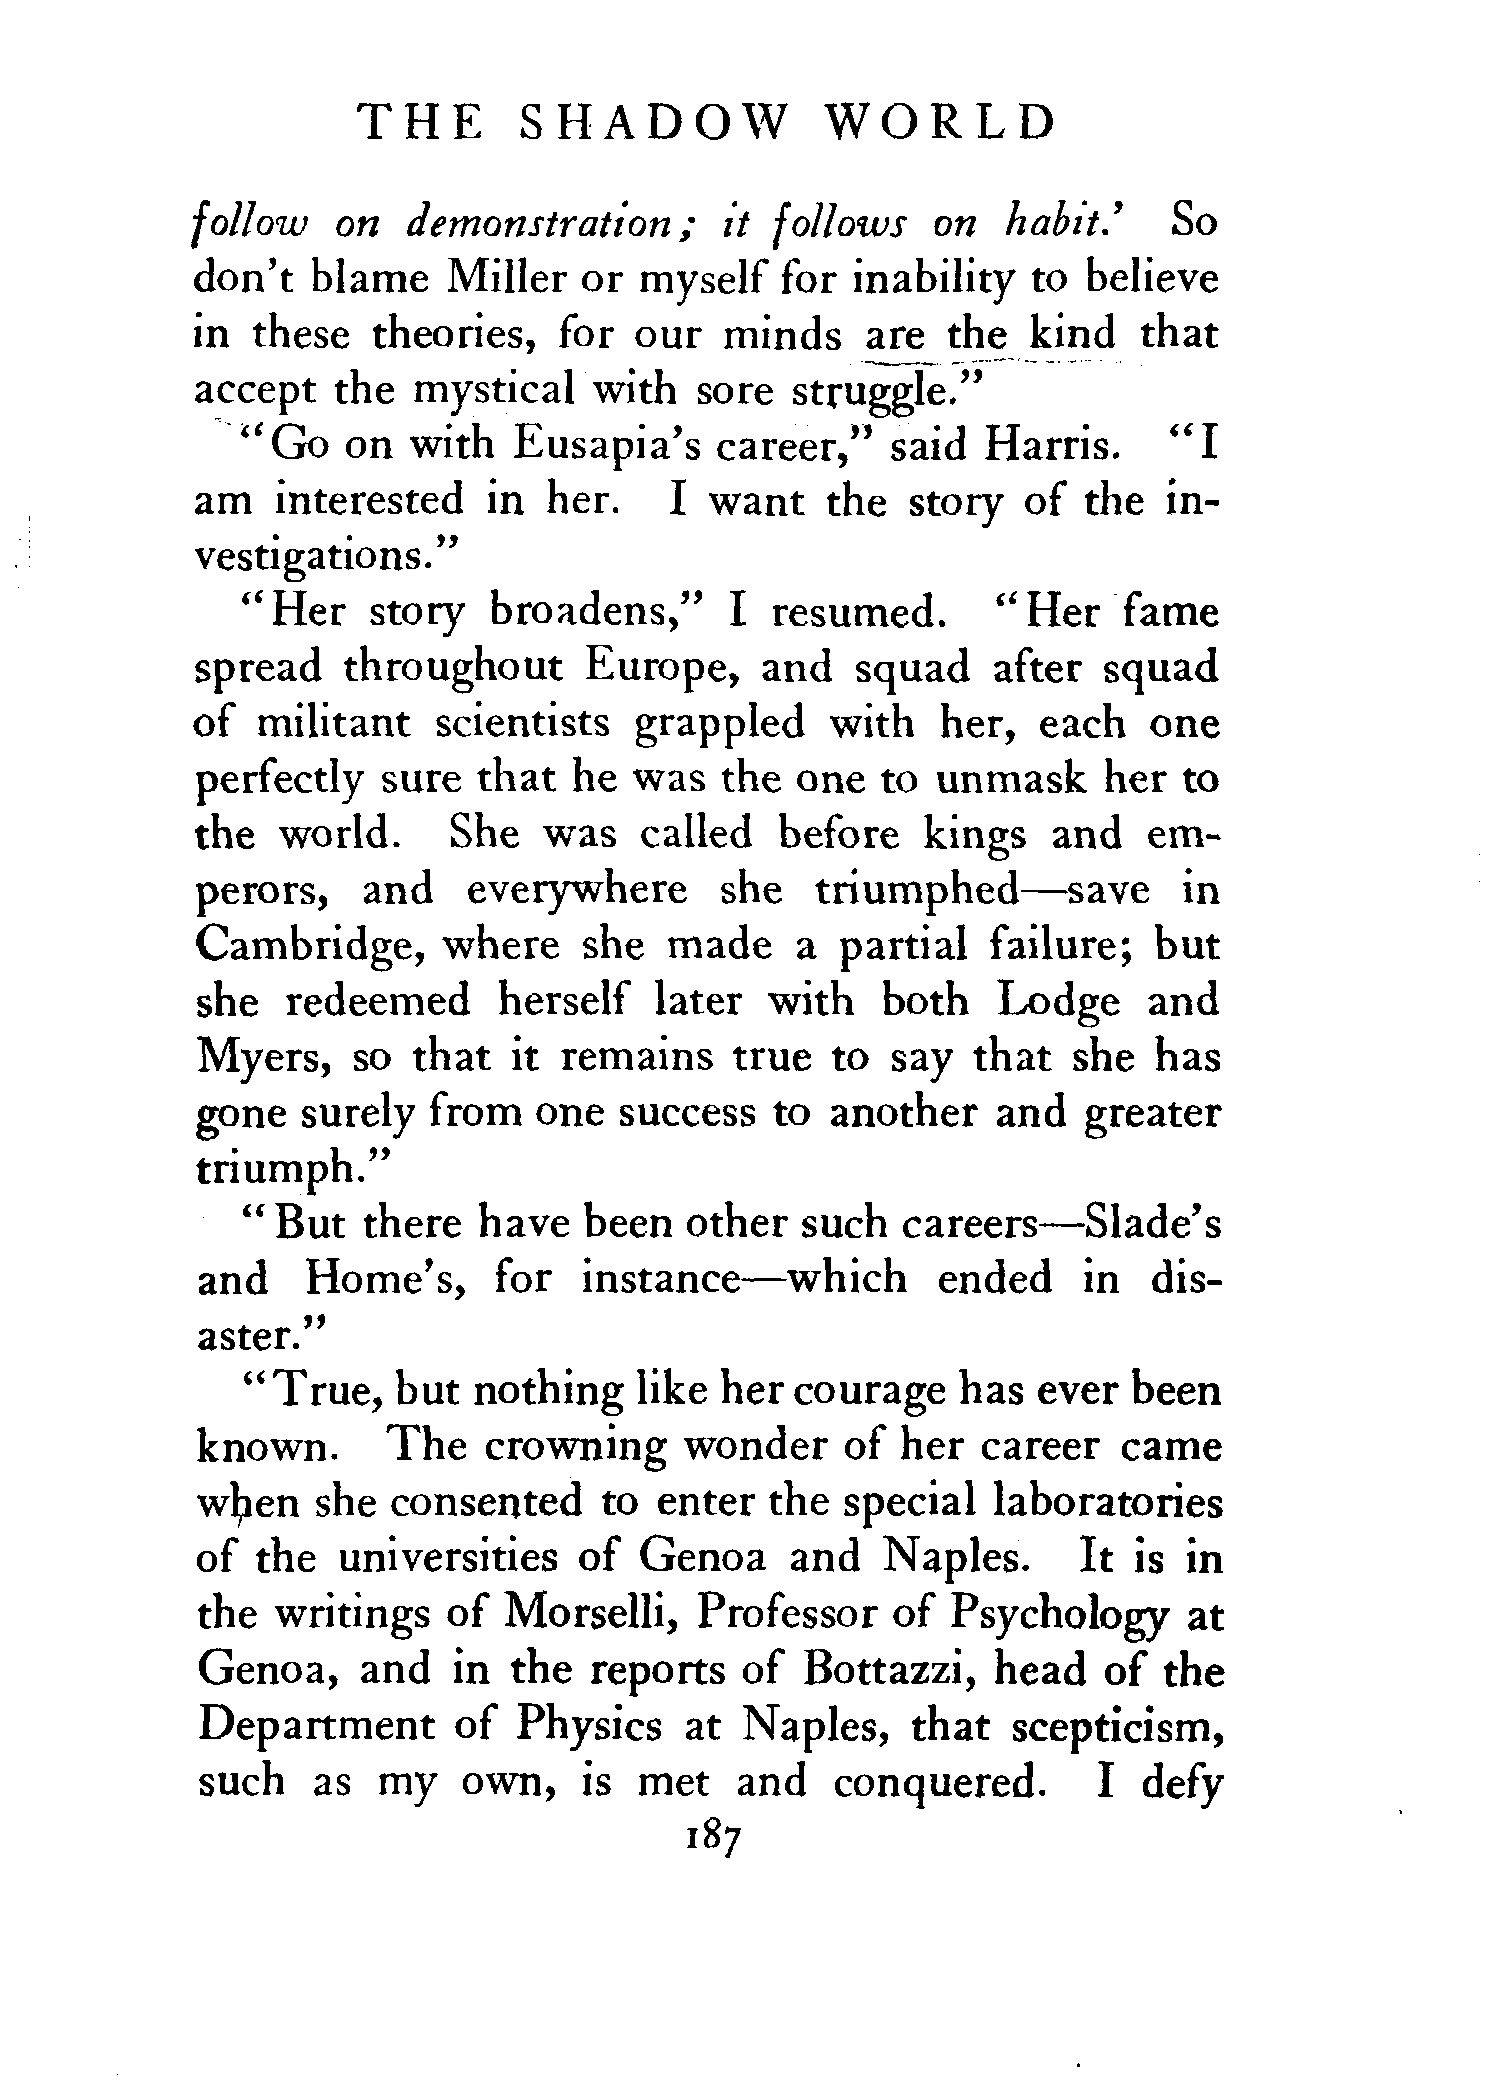 THE SHADOW WORLD
follow on demonstration; it follows on habit.' So
don't blame Miller or myself for inability to believe
in these theories, for our minds are the kind that
accept the mystical with sore struggle."
"Go on with Eusapia's career," said Harris. "I
am interested in her. I want the story of the in-
vestigations."
"Her story broadens," I resumed. "Her fame
spread throughout Europe, and squad after squad
of militant scientists grappled with her, each one
perfectly sure that he was the one to unmask her to
the world. She was called before kings and em-
perors, and everywhere she triumphed—save in
Cambridge, where she made a partial failure; but
she redeemed herself later with both Lodge and
Myers, so that it remains true to say that she has
gone surely from one success to another and greater
triumph."
"But there have been other such careers—Slade's
and Home's, for instance—which ended in dis-
aster."
"True, but nothing like her courage has ever been
known. The crowning wonder of her career came
when she consented to enter the special laboratories
of the universities of Genoa and Naples. It is in
the writings of Morselli, Professor of Psychology at
Genoa, and in the reports of Bottazzi, head of the
Department of Physics at Naples, that scepticism,
such as my own, is met and conquered. I defy
187